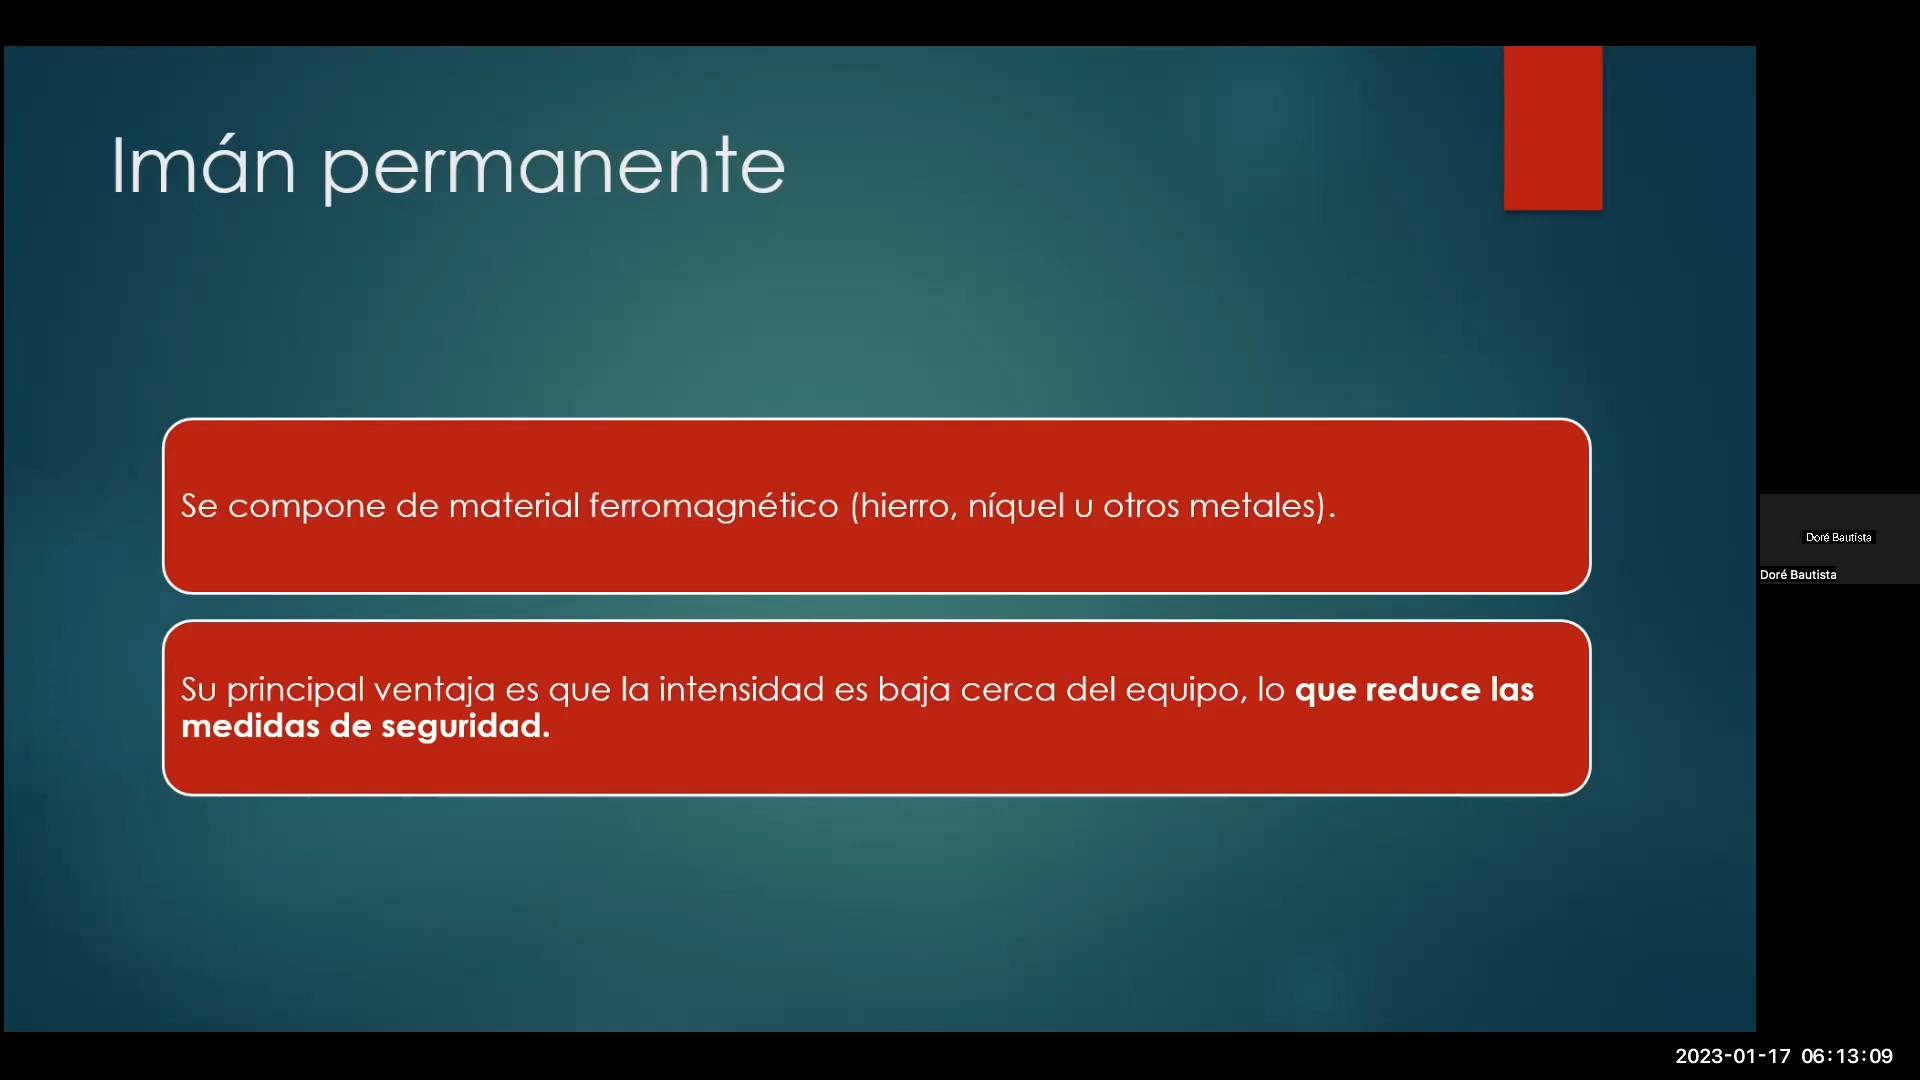 Imán permanente
Se compone de material ferromagnético (hierro, níquel u otros metales).
Su principal ventaja es que la intensidad es baja cerca del equipo, lo que reduce las
medidas de seguridad.
Doré Bautista
Doré Bautista
2023-01-17 06:13:09